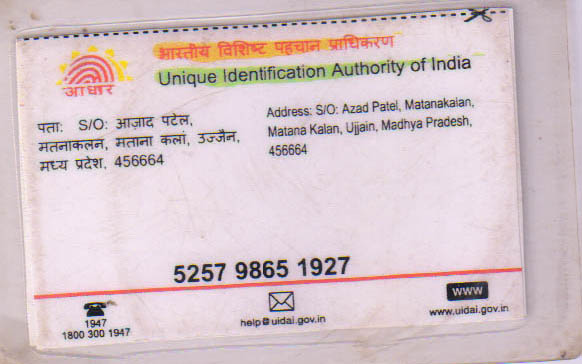 भारतीय विशिष्ट पहचान प्राधिकरण
Unique Identification Authority of India
आधार
पता: S/O: आज़ाद पटेल,
मतनाकलन, मताना कलां, उज्जैन,
मध्य प्रदेश, 456664
Address: S/O: Azad Patel, Matanakalan,
Matana Kalan, Ujjain, Madhya Pradesh,
456664
5257 9865 1927
1947
1800 300 1947
help@uidai.gov.in
WWW
www.uidai.gov.in